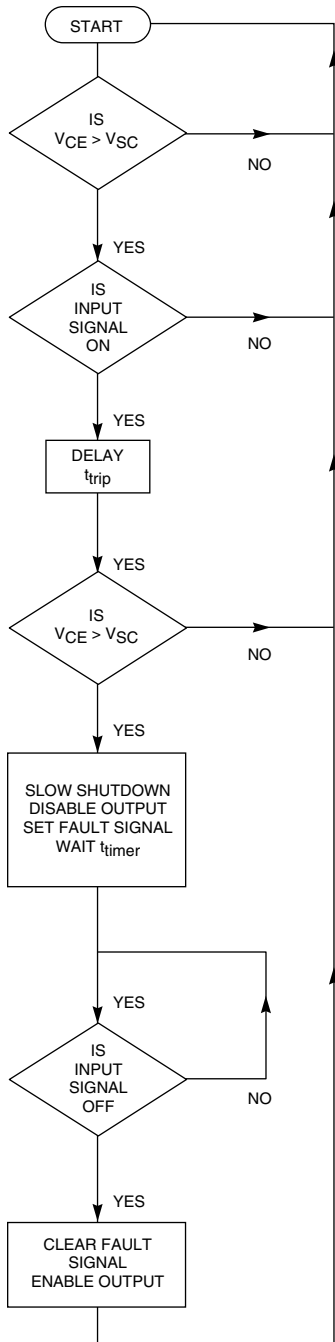 START
IS
VCE > VSC
NO
YES
IS
INPUT
SIGNAL
ON
NO
YES
DELAY
ttrip
YES
IS
VCE > VSC
NO
YES
SLOW SHUTDOWN
DISABLE OUTPUT
SET FAULT SIGNAL
WAIT ttimer
YES
IS
INPUT
SIGNAL
OFF
NO
YES
CLEAR FAULT
SIGNAL
ENABLE OUTPUT